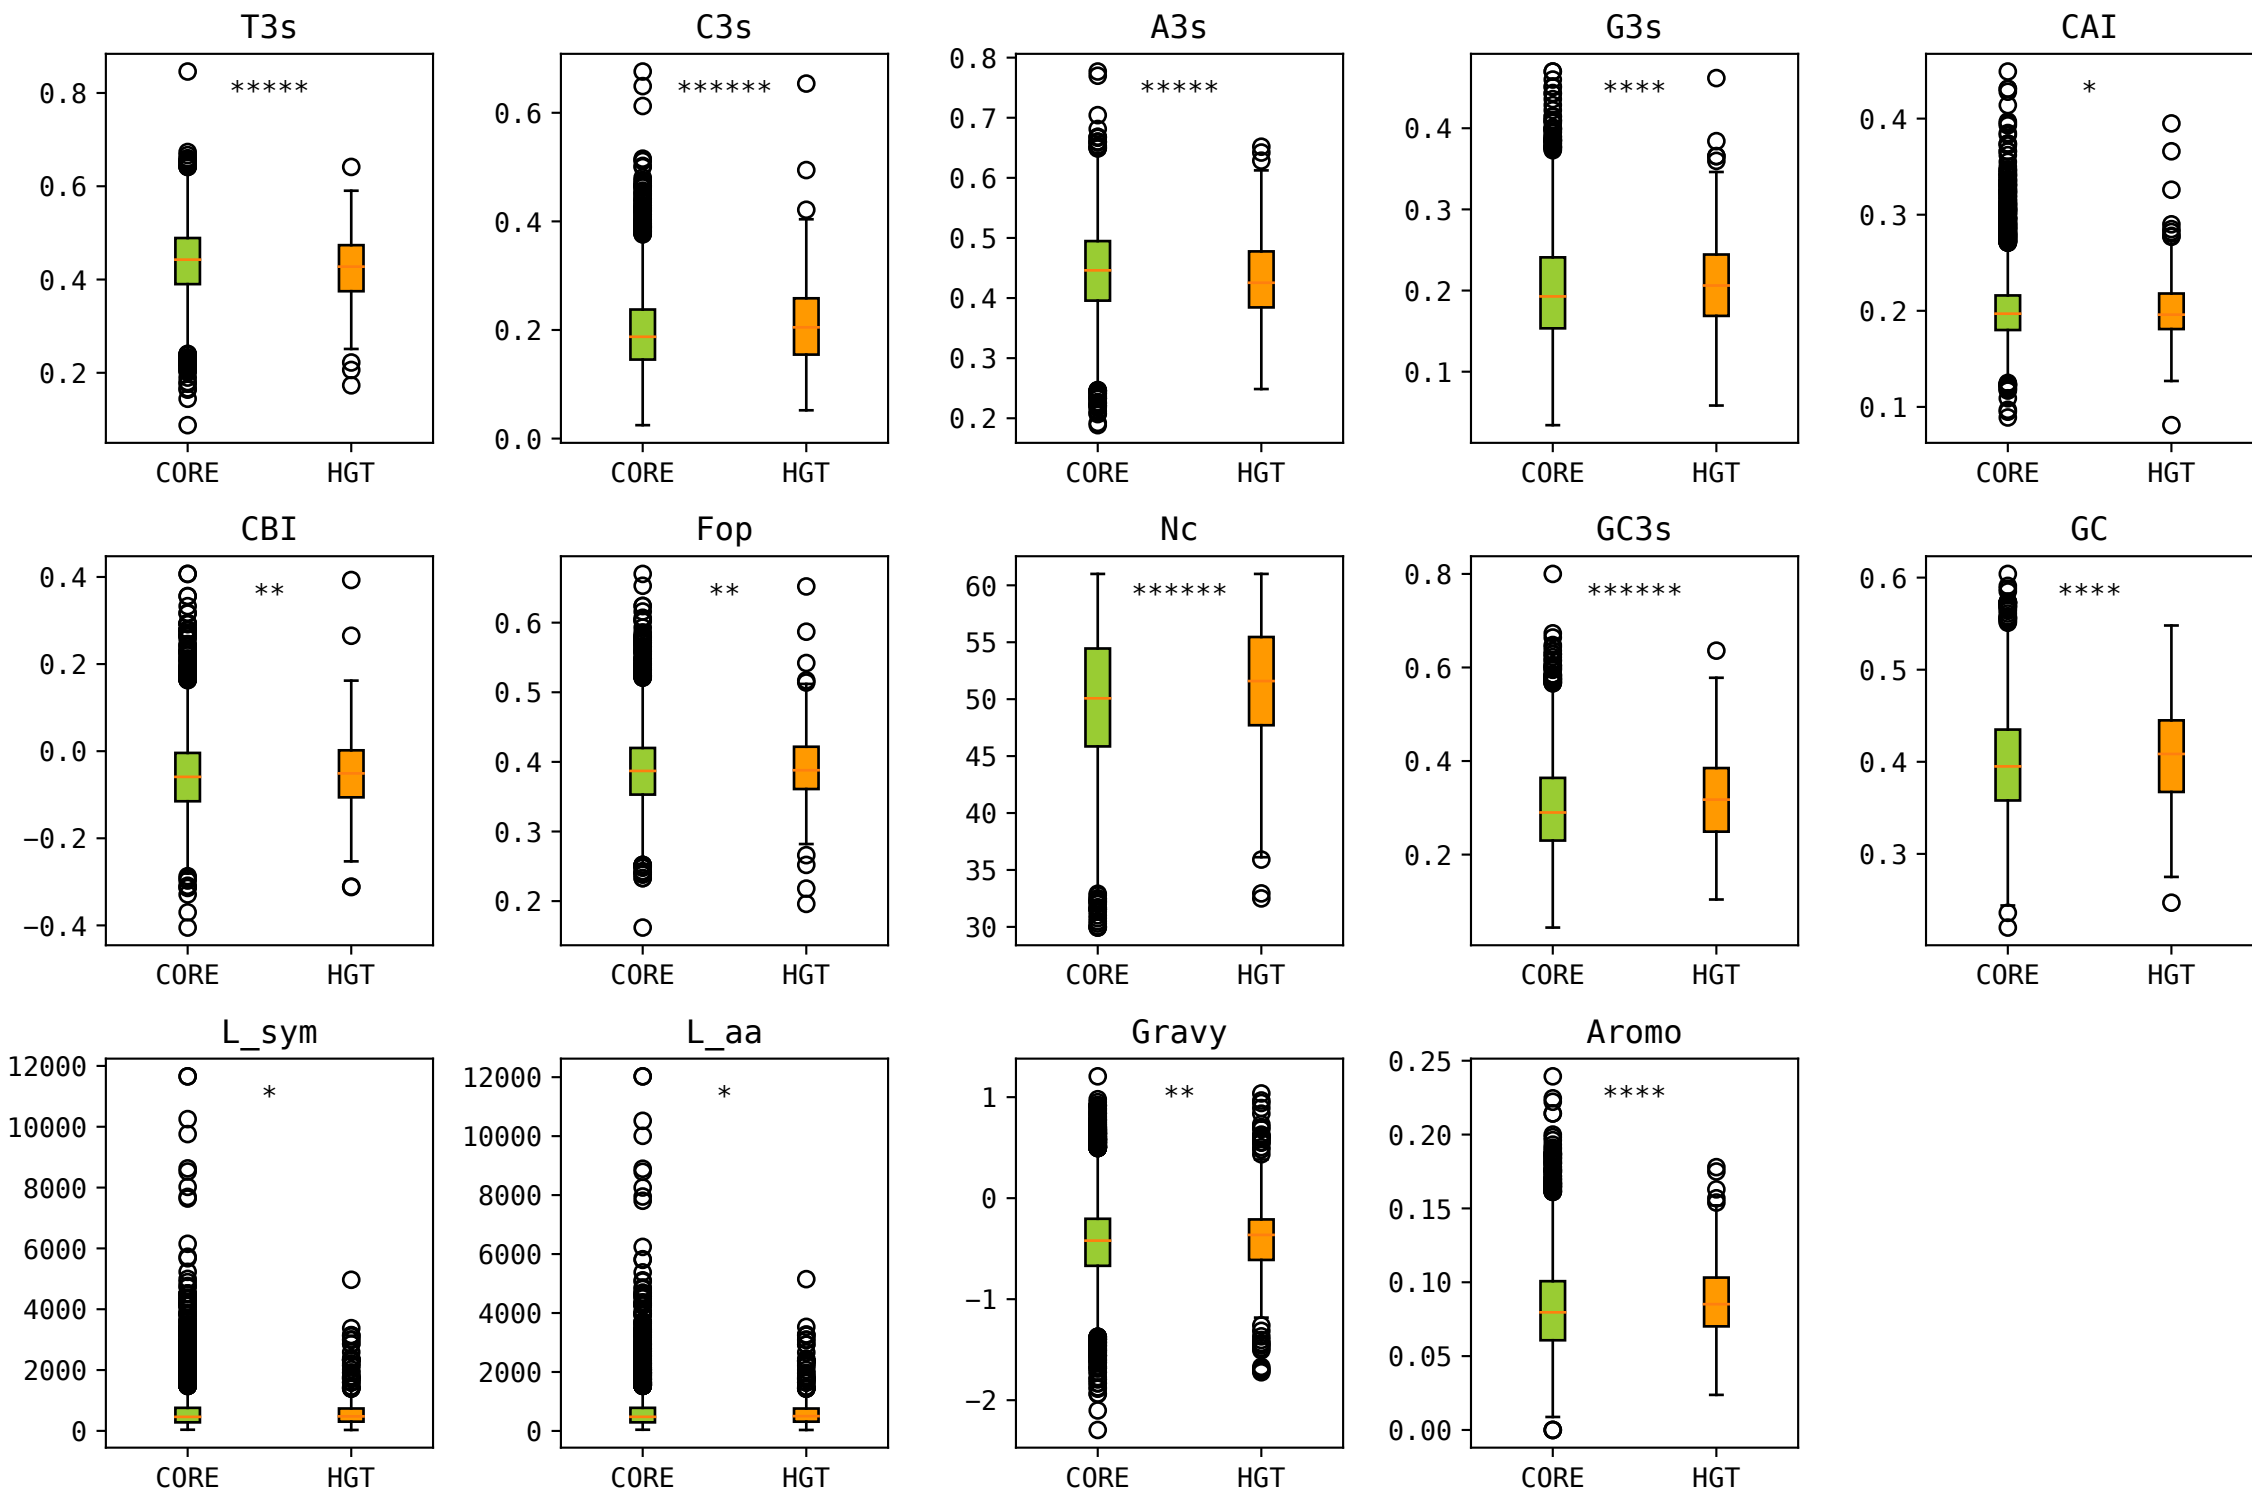 T3s C3s A3s G3s CAI
***** ****** ***** **** *
0.8 0.6 0.4 0.2
0.6 0.4 0.2 0.0
0.8 0.7 0.6 0.5 0.4 0.3 0.2
0.4 0.3 0.2 0.1
0.4 0.3 0.2 0.1
CORE HGT CORE HGT CORE HGT CORE HGT CORE HGT
CBI Fop Nc GC3s GC
** ** ****** ****** ****
0.4 0.2 0.0 −0.2 −0.4
0.6 0.5 0.4 0.3 0.2
60 55 50 45 40 35 30
0.8 0.6 0.4 0.2
0.6 0.5 0.4 0.3
CORE HGT CORE HGT CORE HGT CORE HGT CORE HGT
L_sym L_aa Gravy Aromo
* * ** ****
12000 10000 8000 6000 4000 2000 0
12000 10000 8000 6000 4000 2000 0
1 0 −1 −2
0.25 0.20 0.15 0.10 0.05 0.00
CORE HGT CORE HGT CORE HGT CORE HGT